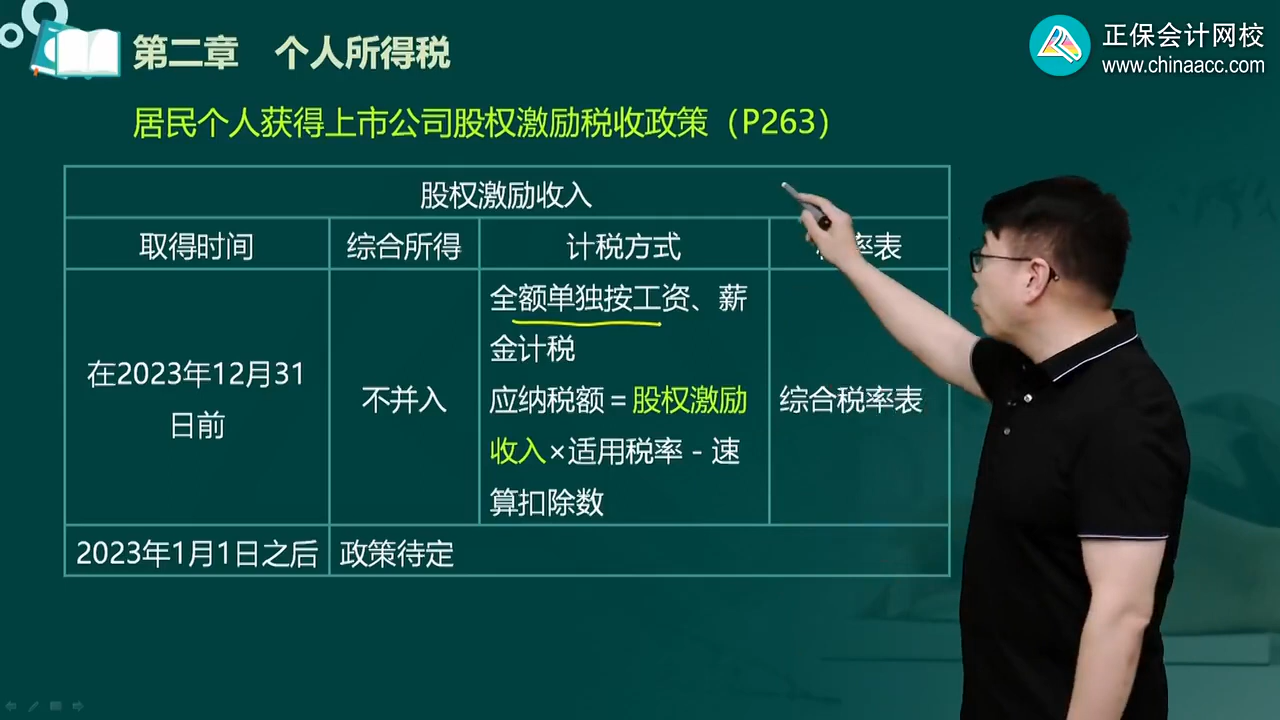 第二章 个人所得税
正保会计网校
www.chinaacc.com
居民个人获得上市公司股权激励税收政策（P263）
股权激励收入
取得时间
综合所得
计税方式
率表
在2023年12月31
日前
不并入
全额单独按工资、薪
金计税
应纳税额＝股权激励
收入×适用税率－速
算扣除数
综合税率表
2023年1月1日之后
政策待定